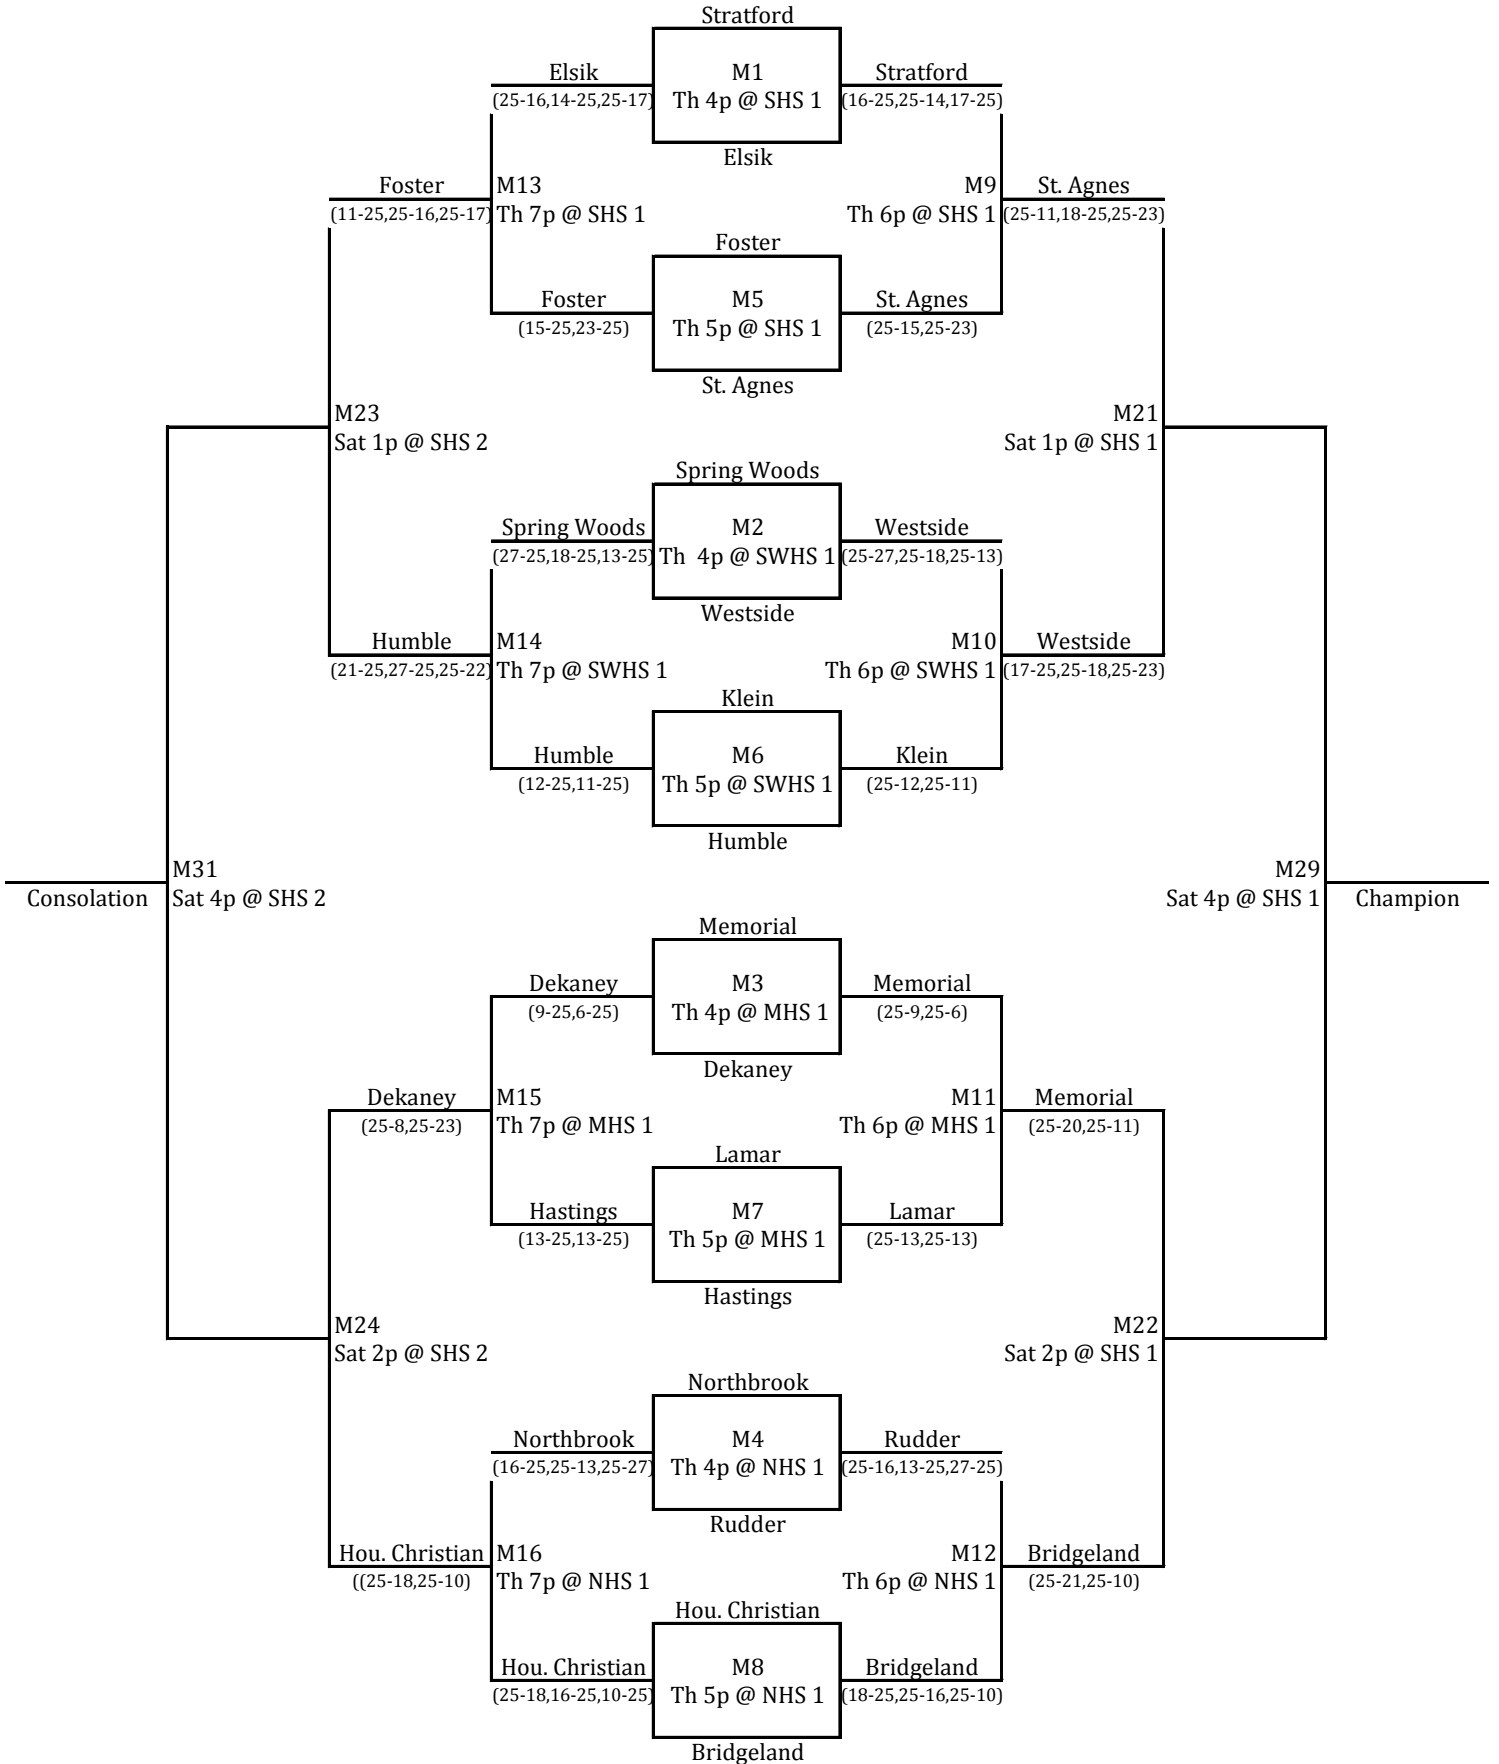 Stratford
Elsik M1 Stratford
(25-16,14-25,25-17) Th 4p @ SHS 1 (16-25,25-14,17-25)
Elsik
Foster M13 M9 St. Agnes
(11-25,25-16,25-17) Th 7p @ SHS 1 Th 6p @ SHS 1 (25-11,18-25,25-23)
Foster
Foster M5 St. Agnes
(15-25,23-25) Th 5p @ SHS 1 (25-15,25-23)
St. Agnes
M23 M21
Sat 1p @ SHS 2 Sat 1p @ SHS 1
Spring Woods
Spring Woods M2 Westside
(27-25,18-25,13-25) Th  4p @ SWHS 1 (25-27,25-18,25-13)
Westside
Humble M14 M10 Westside
(21-25,27-25,25-22) Th 7p @ SWHS 1 Th 6p @ SWHS 1 (17-25,25-18,25-23)
Klein
Humble M6 Klein
(12-25,11-25) Th 5p @ SWHS 1 (25-12,25-11)
Humble
M31 M29
Consolation Sat 4p @ SHS 2 Sat 4p @ SHS 1 Champion
Memorial
Dekaney M3 Memorial
(9-25,6-25) Th 4p @ MHS 1 (25-9,25-6)
Dekaney
Dekaney M15 M11 Memorial
(25-8,25-23) Th 7p @ MHS 1 Th 6p @ MHS 1 (25-20,25-11)
Lamar
Hastings M7 Lamar
(13-25,13-25) Th 5p @ MHS 1 (25-13,25-13)
Hastings
M24 M22
Sat 2p @ SHS 2 Sat 2p @ SHS 1
Northbrook
Northbrook M4 Rudder
(16-25,25-13,25-27) Th 4p @ NHS 1 (25-16,13-25,27-25)
Rudder
Hou. Christian M16 M12 Bridgeland
((25-18,25-10) Th 7p @ NHS 1 Th 6p @ NHS 1 (25-21,25-10)
Hou. Christian
Hou. Christian M8 Bridgeland
(25-18,16-25,10-25) Th 5p @ NHS 1 (18-25,25-16,25-10)
Bridgeland